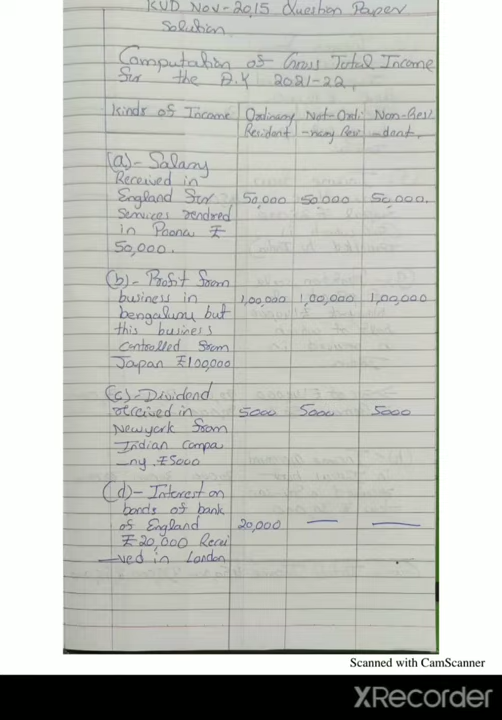 KUD Nov-2015 Question Paper
Solution.
Computation of Gross Total Income
for the A.Y 2021-22.
Kinds of Income Ordinary Resident Not-Ordi-nary Resi Non-Resi-dent.
(a)- Salary
Received in
England for 50,000 50,000 50,000.
Services rendred
in Poona ₹
50,000.
(b)- Profit from
business in 1,00,000 1,00,000 1,00,000
bengaluru but
this business
Controlled from
Japan ₹100000
(c)- Dividend
received in 5000 5000 5000
Newyork from
Indian compa
-ny. ₹5000
(d)- Interest on
bonds of bank
of England 20,000 — —
₹20,000 Recei
-ved in London
Scanned with CamScanner
XRecorder